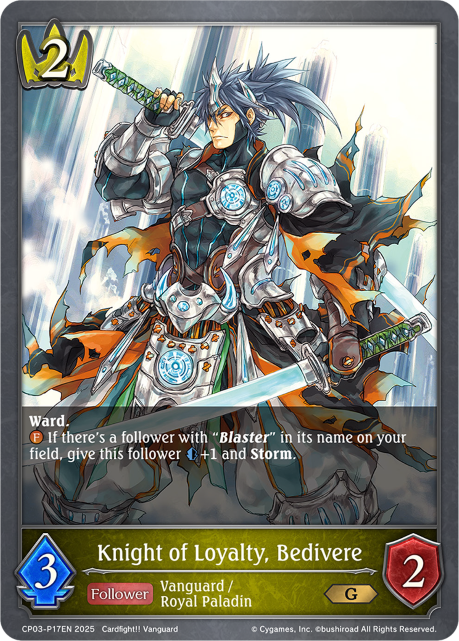 2
Ward.
F If there's a follower with "Blaster" in its name on your
field, give this follower +1 and Storm.
Knight of Loyalty, Bedivere
3
Follower
Vanguard /
Royal Paladin
G
2
CP03-P17EN 2025 Cardfight!! Vanguard
© Cygames, Inc. ©bushiroad All Rights Reserved.